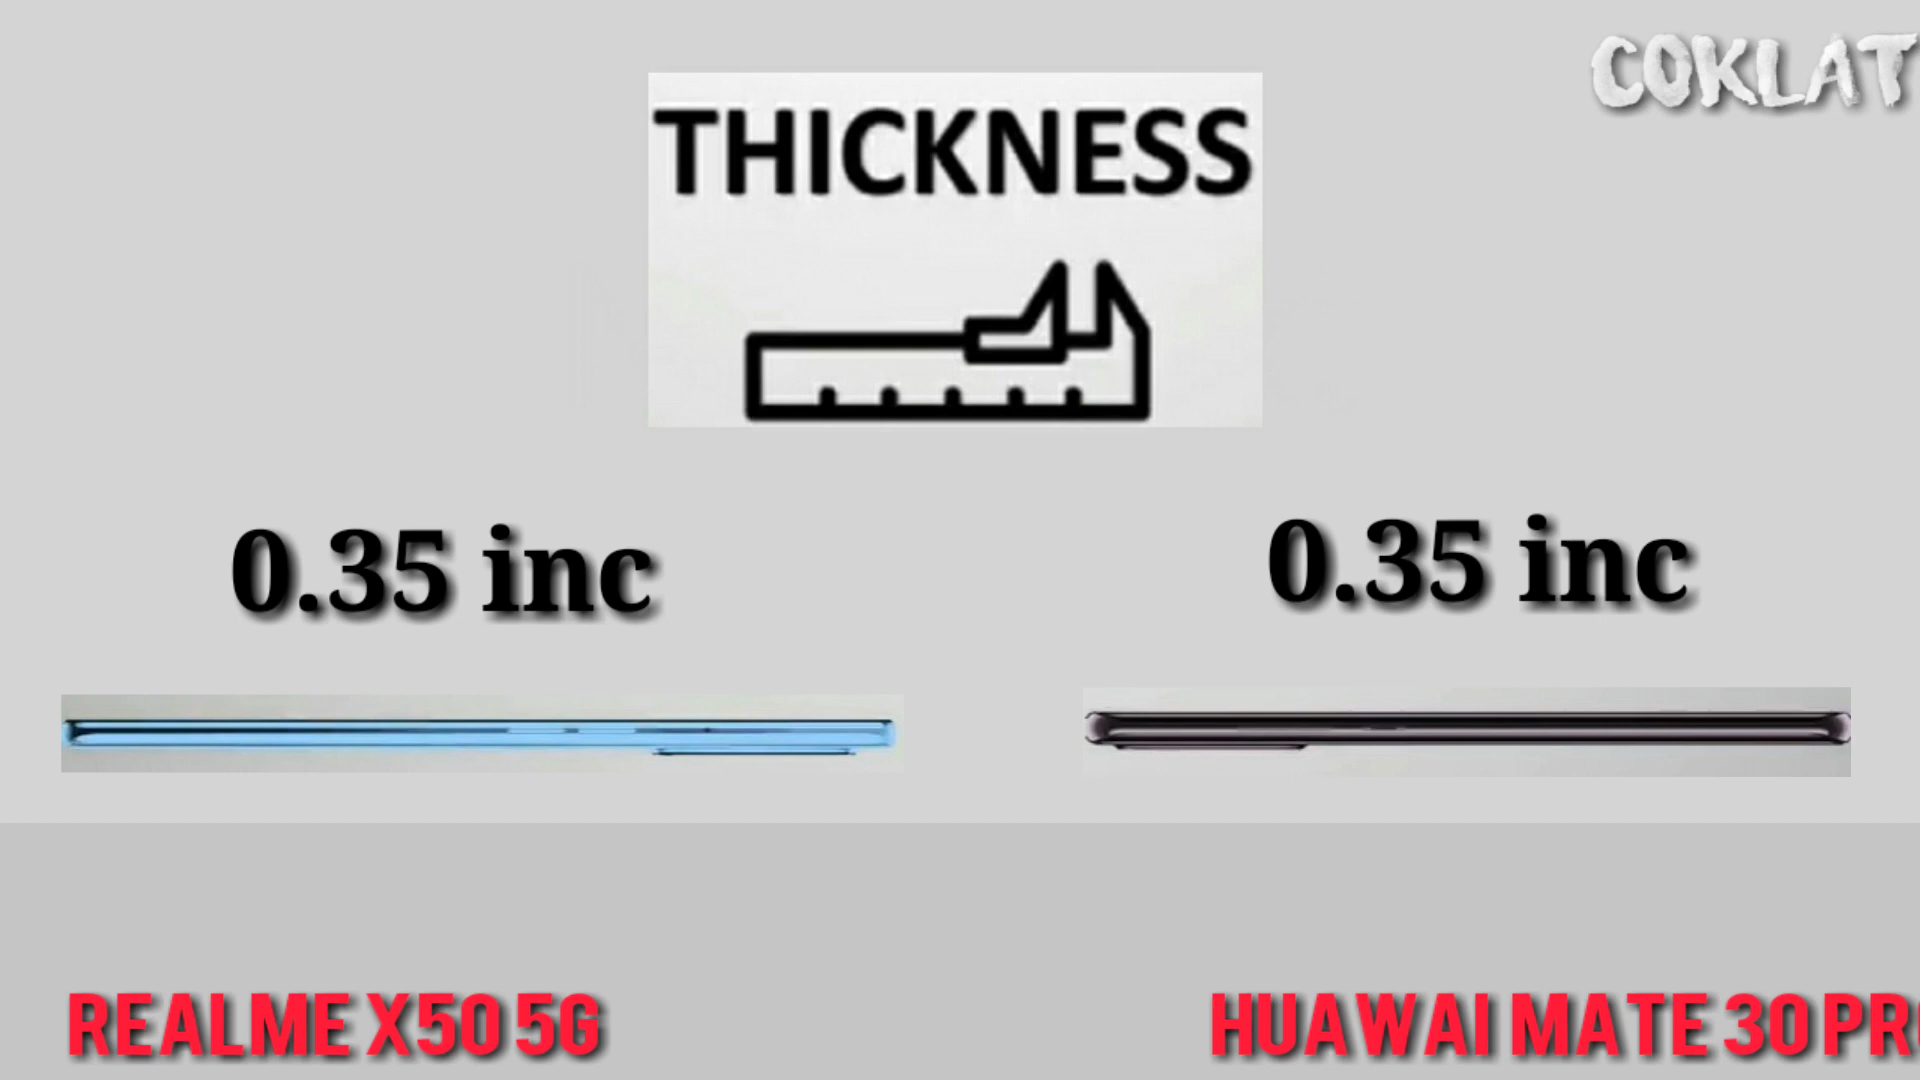 COKLAT
THICKNESS
0.35 inc
0.35 inc
REALME X50 5G
HUAWAI MATE 30 PR